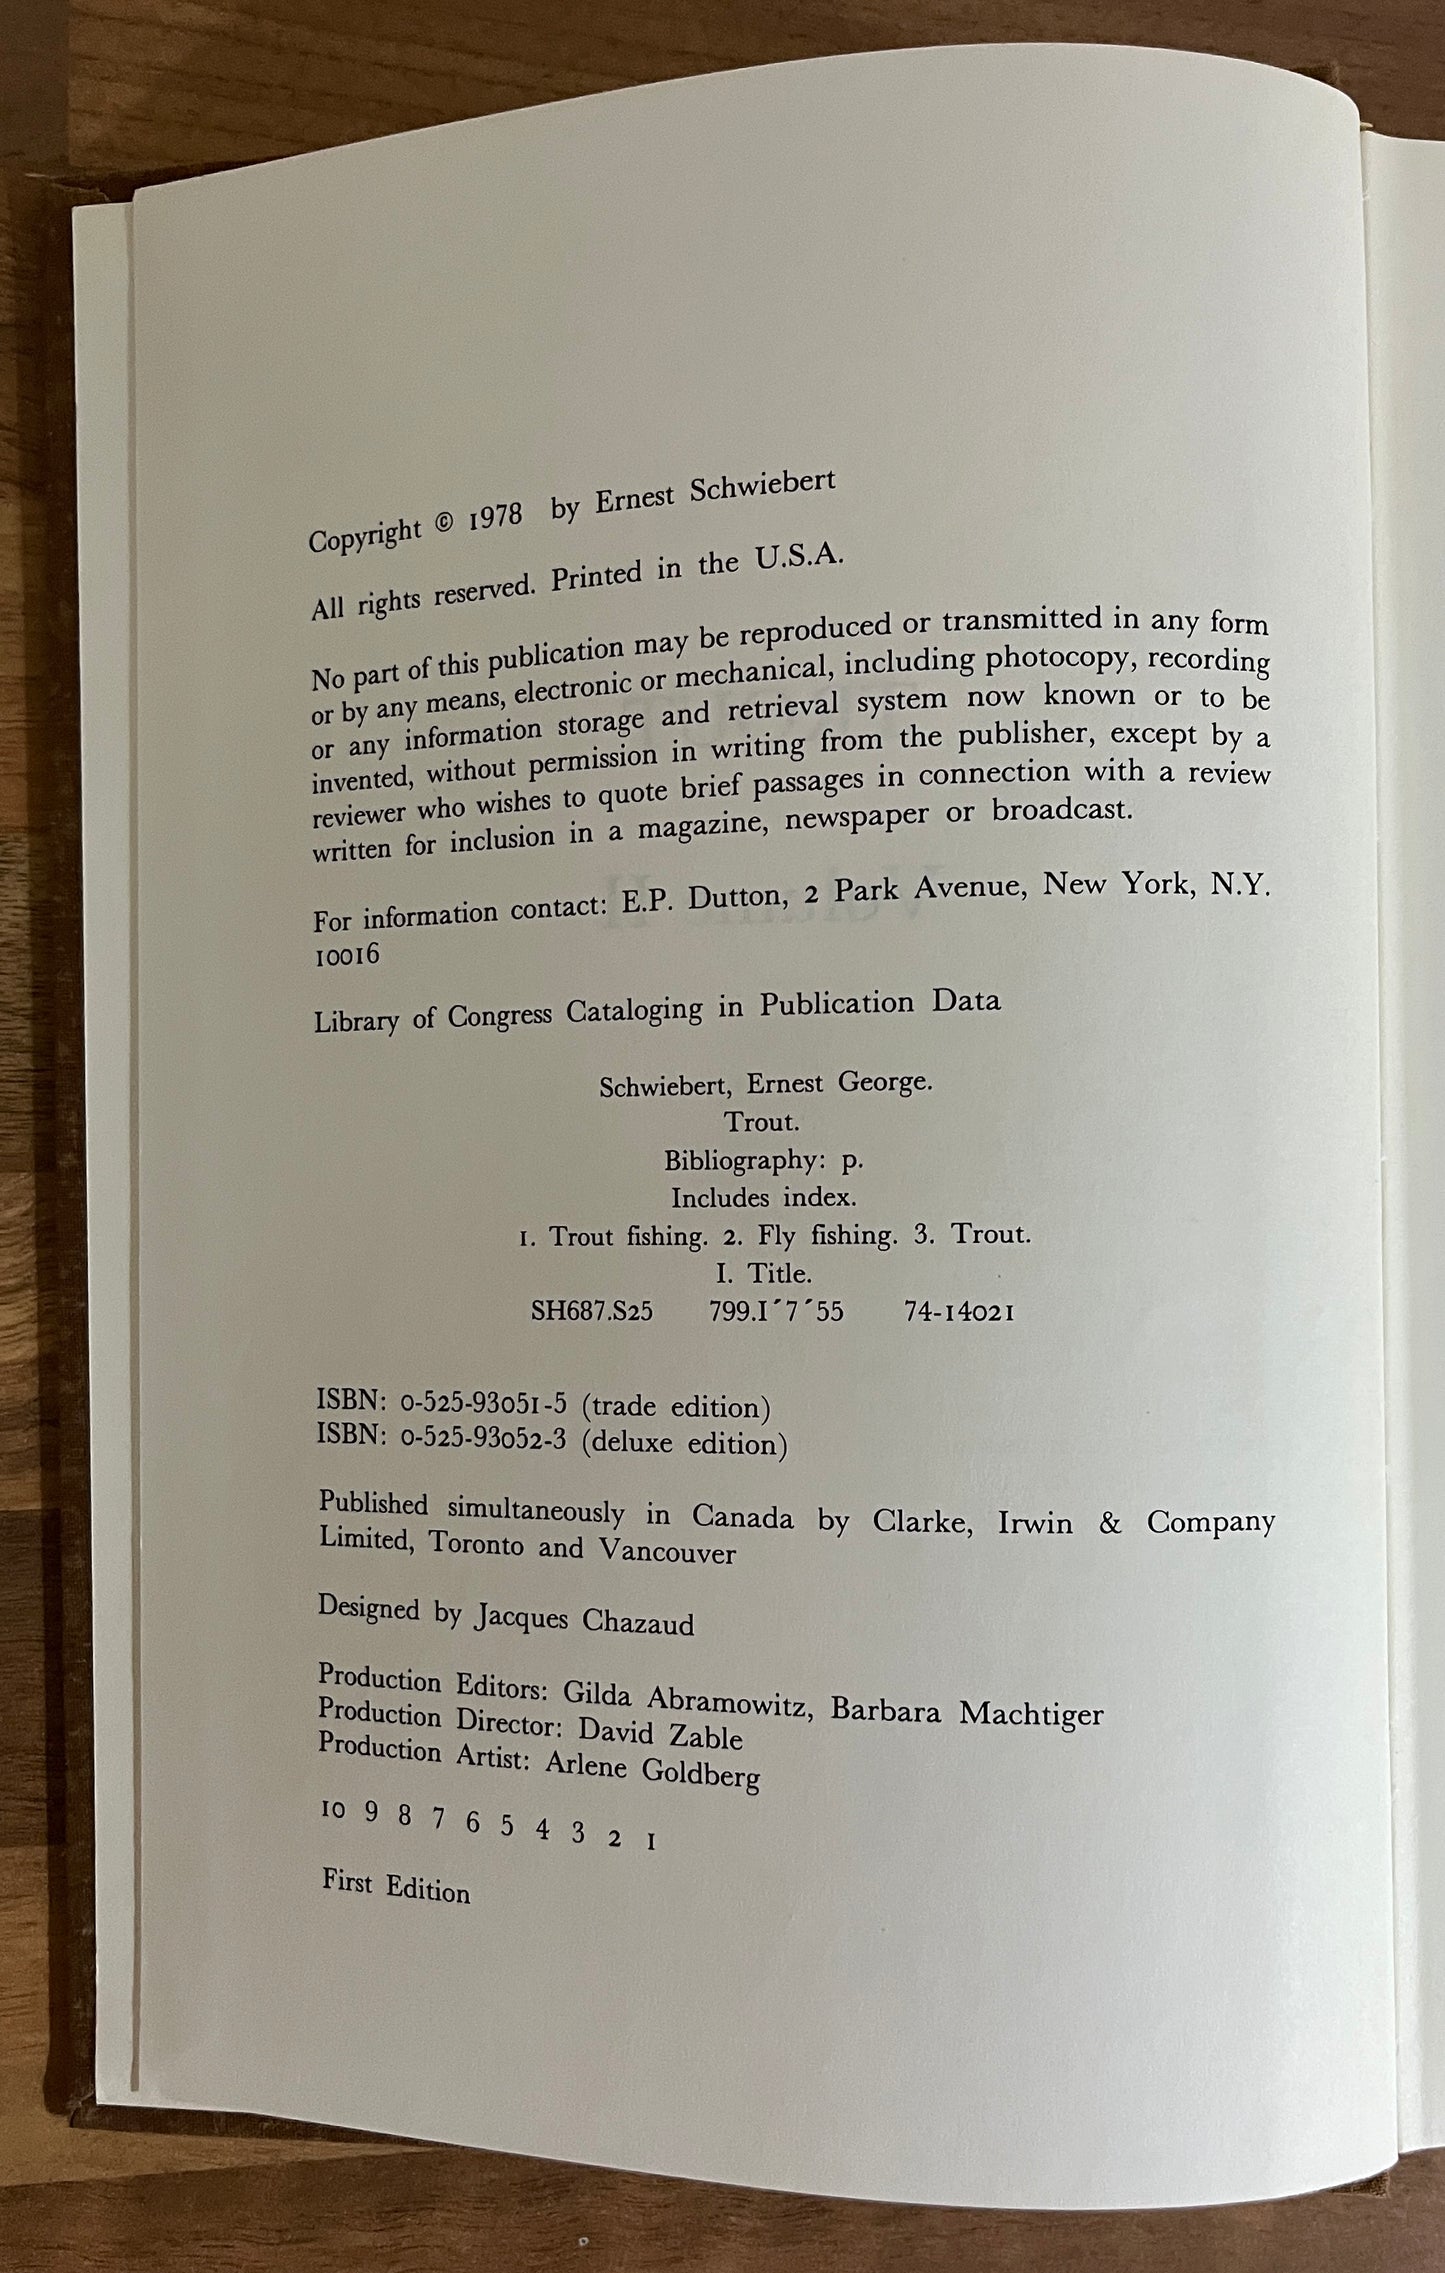 Copyright © 1978 by Ernest Schwiebert
All rights reserved. Printed in the U.S.A.
No part of this publication may be reproduced or transmitted in any form
or by any means, electronic or mechanical, including photocopy, recording
or any information storage and retrieval system now known or to be
invented, without permission in writing from the publisher, except by a
reviewer who wishes to quote brief passages in connection with a review
written for inclusion in a magazine, newspaper or broadcast.
For information contact: E.P. Dutton, 2 Park Avenue, New York, N.Y.
10016
Library of Congress Cataloging in Publication Data
Schwiebert, Ernest George.
Trout.
Bibliography: p.
Includes index.
1. Trout fishing. 2. Fly fishing. 3. Trout.
I. Title.
SH687.S25 799.1´7´55 74-14021
ISBN: 0-525-93051-5 (trade edition)
ISBN: 0-525-93052-3 (deluxe edition)
Published simultaneously in Canada by Clarke, Irwin & Company
Limited, Toronto and Vancouver
Designed by Jacques Chazaud
Production Editors: Gilda Abramowitz, Barbara Machtiger
Production Director: David Zable
Production Artist: Arlene Goldberg
10 9 8 7 6 5 4 3 2 1
First Edition